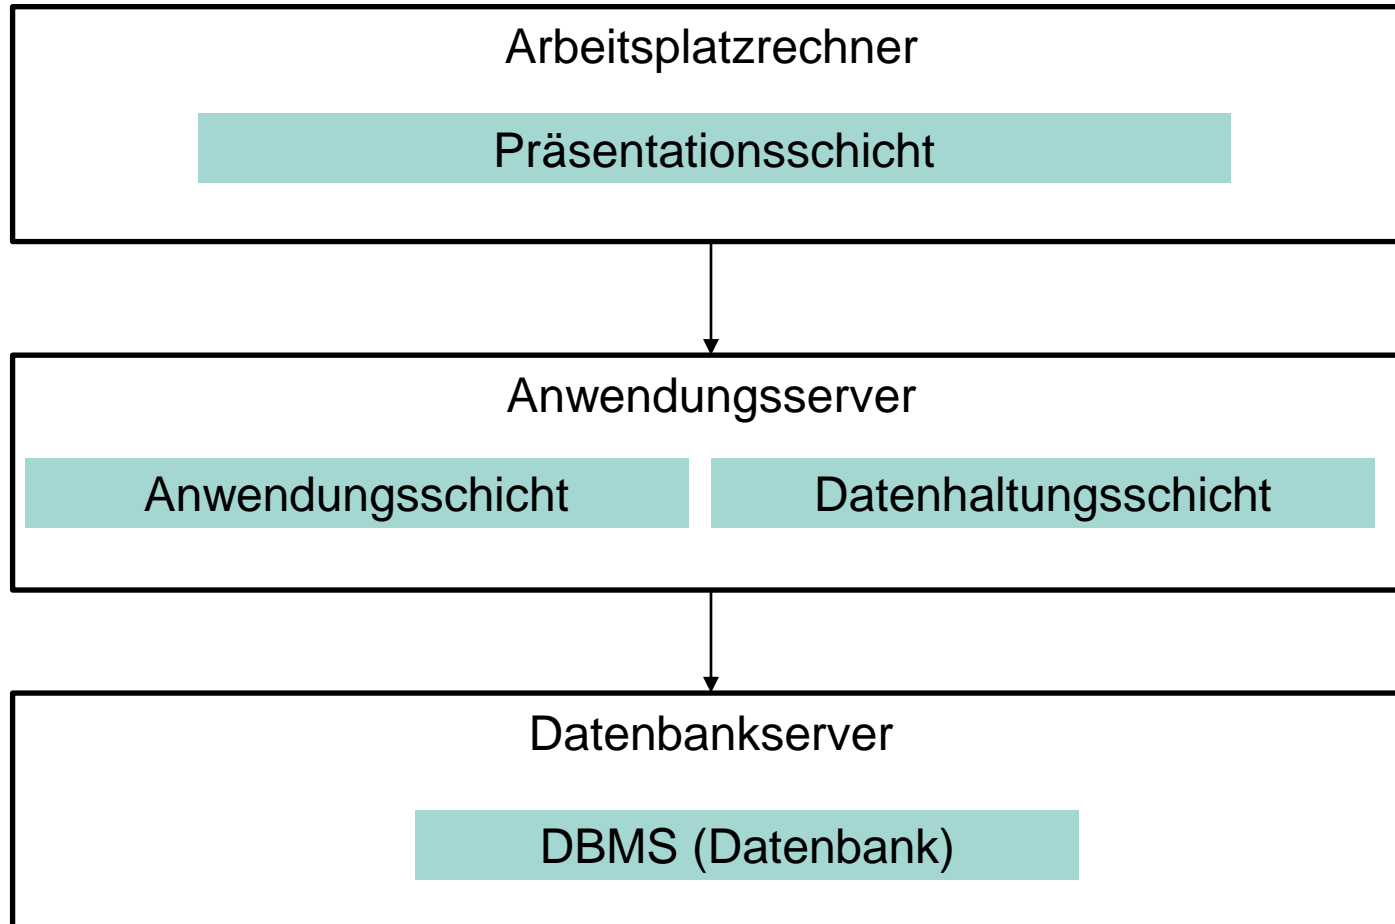 Arbeitsplatzrechner
Präsentationsschicht
Anwendungsserver
Anwendungsschicht
Datenhaltungsschicht
Datenbankserver
DBMS (Datenbank)